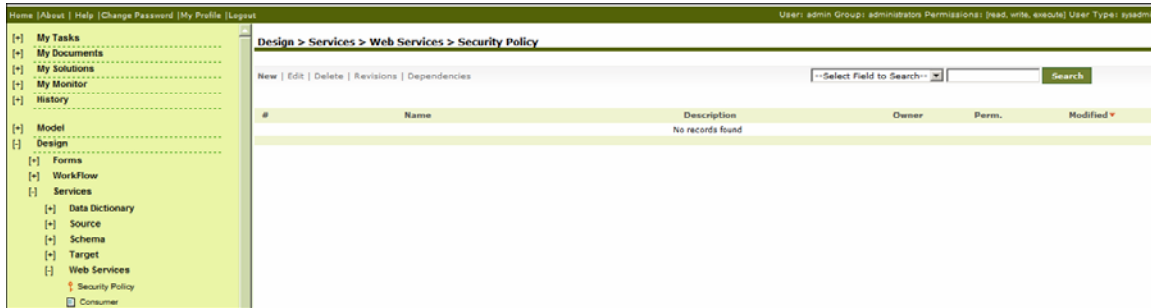 Home |About | Help |Change Password |My Profile |Logout
User: admin Group: administrators Permissions: [read, write, execute] User Type: sysadmi
[+] My Tasks
[+] My Documents
[+] My Solutions
[+] My Monitor
[+] History
[+] Model
[-] Design
[+] Forms
[+] WorkFlow
[-] Services
[+] Data Dictionary
[+] Source
[+] Schema
[+] Target
[-] Web Services
Security Policy
Consumer
Design > Services > Web Services > Security Policy
New | Edit | Delete | Revisions | Dependencies
--Select Field to Search-- Search
# Name Description Owner Perm. Modified
No records found